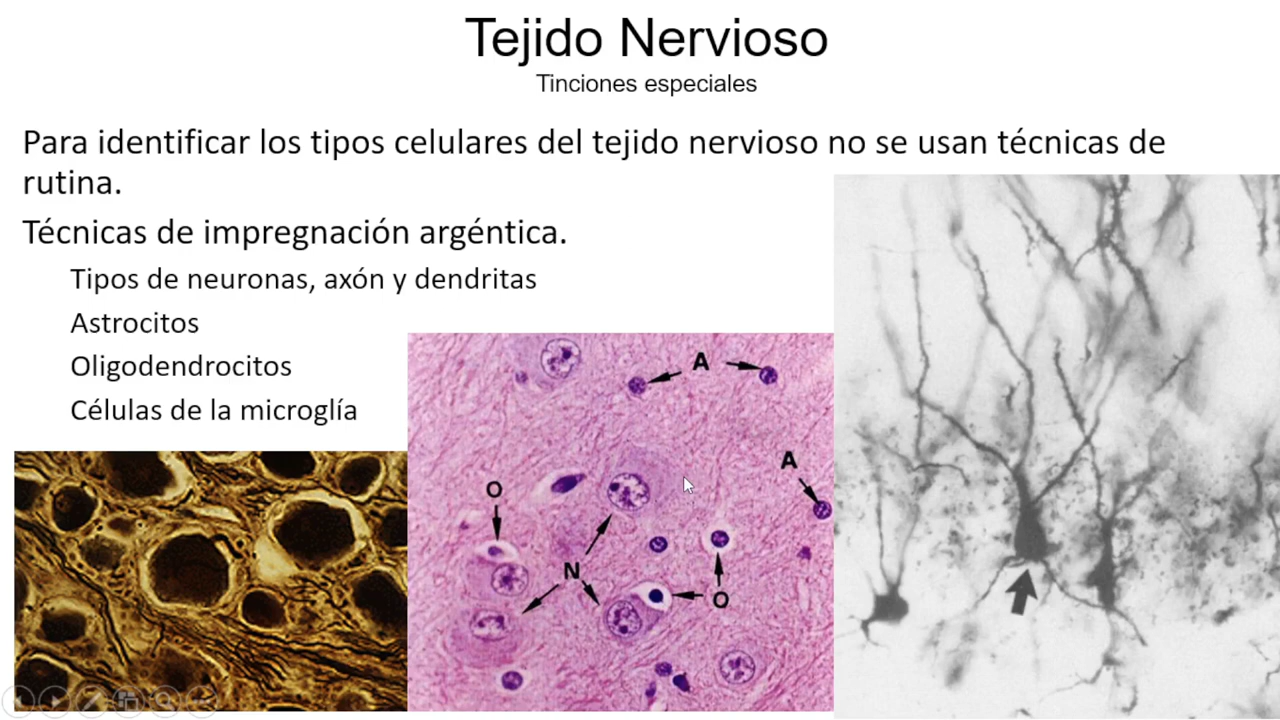 Tejido Nervioso
Tinciones especiales
Para identificar los tipos celulares del tejido nervioso no se usan técnicas de
rutina.
Técnicas de impregnación argéntica.
Tipos de neuronas, axón y dendritas
Astrocitos
Oligodendrocitos
Células de la microglía
A
A
O
N
O